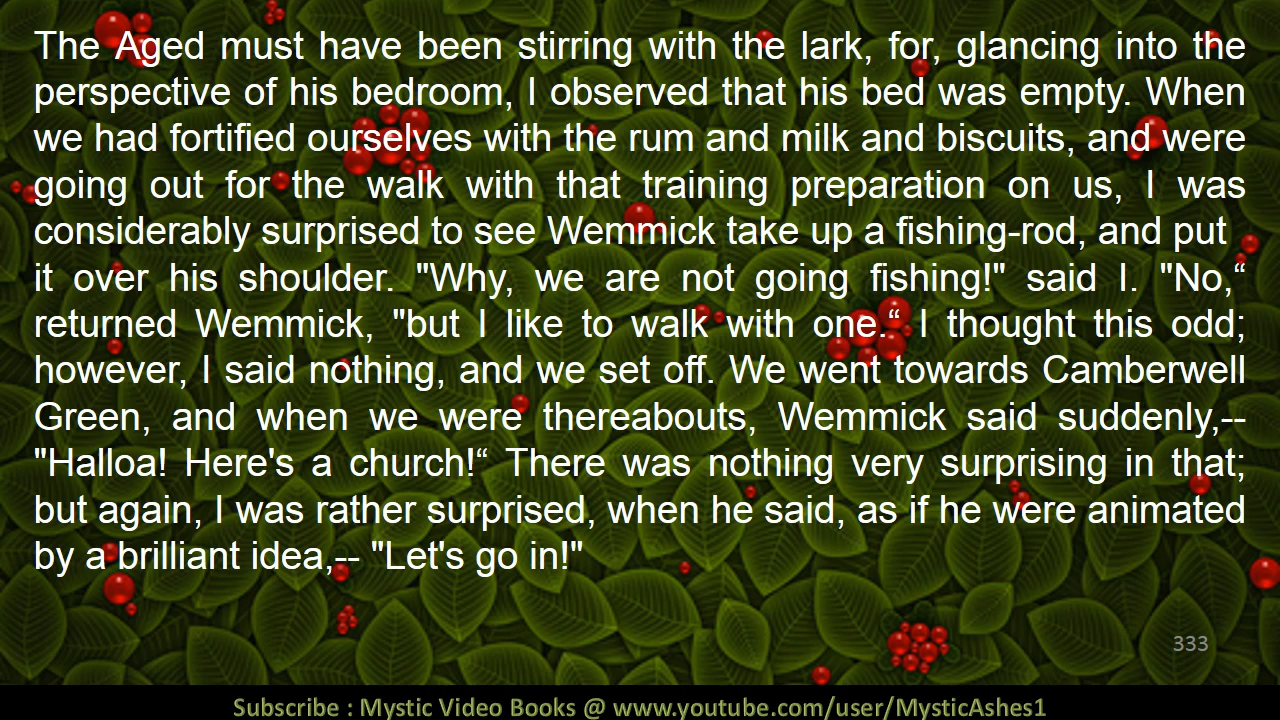 The Aged must have been stirring with the lark, for, glancing into the
perspective of his bedroom, I observed that his bed was empty. When
we had fortified ourselves with the rum and milk and biscuits, and were
going out for the walk with that training preparation on us, I was
considerably surprised to see Wemmick take up a fishing-rod, and put
it over his shoulder. "Why, we are not going fishing!" said I. "No,“
returned Wemmick, "but I like to walk with one.“ I thought this odd;
however, I said nothing, and we set off. We went towards Camberwell
Green, and when we were thereabouts, Wemmick said suddenly,--
"Halloa! Here's a church!“ There was nothing very surprising in that;
but again, I was rather surprised, when he said, as if he were animated
by a brilliant idea,-- "Let's go in!"
333
Subscribe : Mystic Video Books @ www.youtube.com/user/MysticAshes1